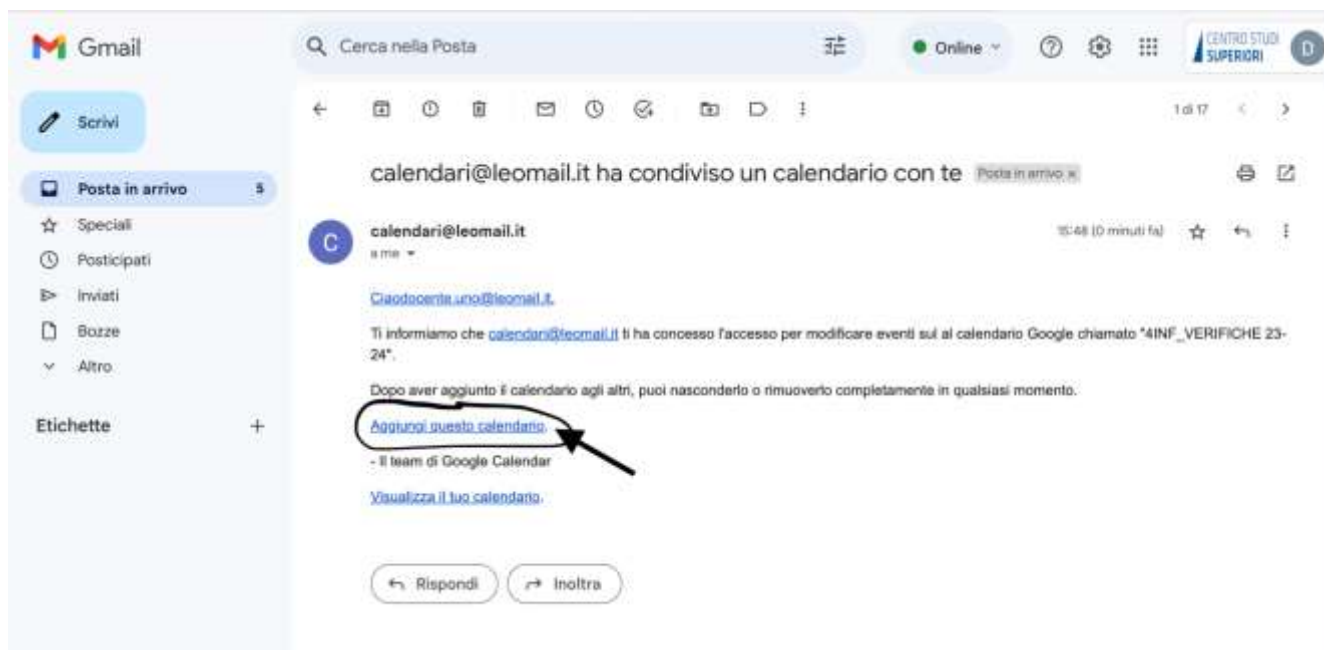 Gmail
Cerca nella Posta
Online
CENTRO STUDI
SUPERIORI
D
Scrivi
1 di 17
calendari@leomail.it ha condiviso un calendario con te
Posta in arrivo x
Posta in arrivo 5
Speciali
Posticipati
Inviati
Bozze
Altro
Etichette +
C
calendari@leomail.it
15:48 (0 minuti fa)
a me
Ciaodocente.uno@leomail.it,
Ti informiamo che calendari@leomail.it ti ha concesso l'accesso per modificare eventi sul al calendario Google chiamato "4INF_VERIFICHE 23-
24".
Dopo aver aggiunto il calendario agli altri, puoi nasconderlo o rimuoverlo completamente in qualsiasi momento.
Aggiungi questo calendario.
- Il team di Google Calendar
Visualizza il tuo calendario.
Rispondi
Inoltra